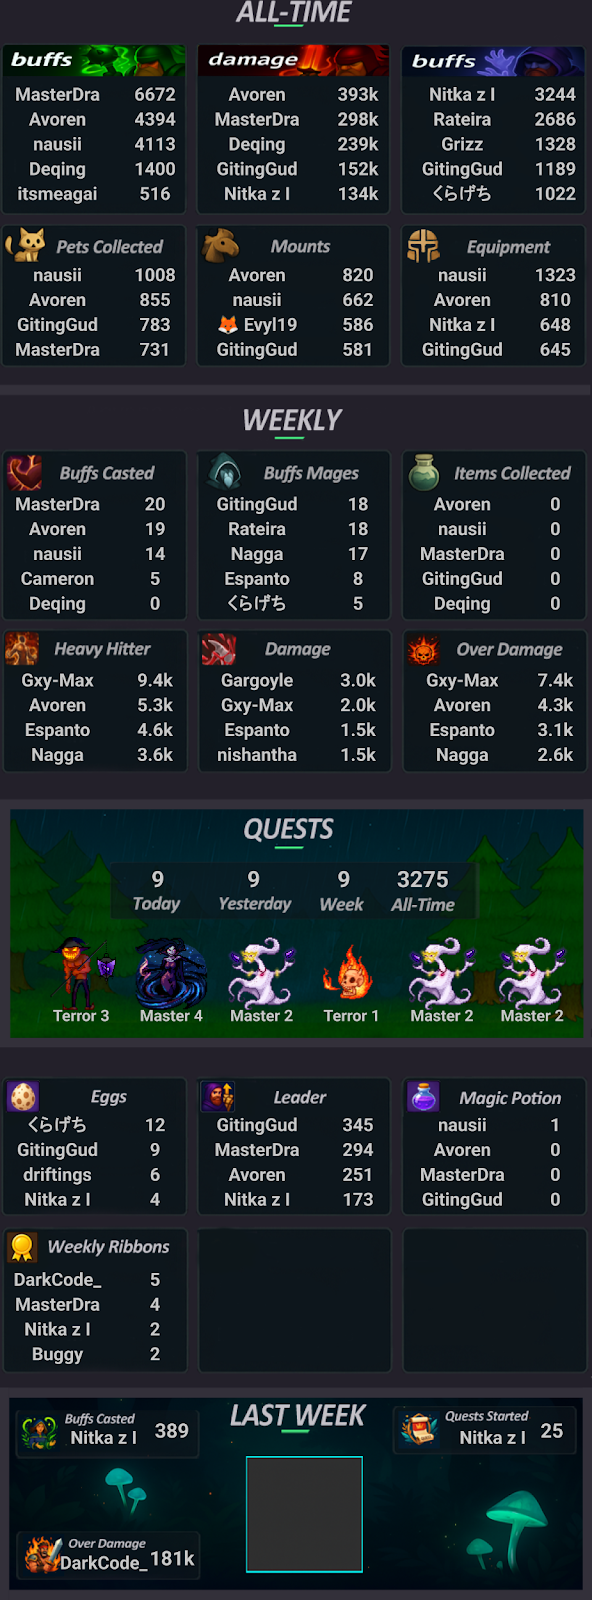 ALL-TIME
buffs
MasterDra 6672
Avoren 4394
nausii 4113
Deqing 1400
itsmeagai 516
damage
Avoren 393k
MasterDra 298k
Deqing 239k
GitingGud 152k
Nitka z l 134k
buffs
Nitka z l 3244
Rateira 2686
Grizz 1328
GitingGud 1189
くらげち 1022
Pets Collected
nausii 1008
Avoren 855
GitingGud 783
MasterDra 731
Mounts
Avoren 820
nausii 662
🦊 Evyl19 586
GitingGud 581
Equipment
nausii 1323
Avoren 810
Nitka z l 648
GitingGud 645
WEEKLY
Buffs Casted
MasterDra 20
Avoren 19
nausii 14
Cameron 5
Deqing 0
Buffs Mages
GitingGud 18
Rateira 18
Nagga 17
Espanto 8
くらげち 5
Items Collected
Avoren 0
nausii 0
MasterDra 0
GitingGud 0
Deqing 0
Heavy Hitter
Gxy-Max 9.4k
Avoren 5.3k
Espanto 4.6k
Nagga 3.6k
Damage
Gargoyle 3.0k
Gxy-Max 2.0k
Espanto 1.5k
nishantha 1.5k
Over Damage
Gxy-Max 7.4k
Avoren 4.3k
Espanto 3.1k
Nagga 2.6k
QUESTS
9 9 9 3275
Today Yesterday Week All-Time
Terror 3 Master 4 Master 2 Terror 1 Master 2 Master 2
Eggs
くらげち 12
GitingGud 9
driftings 6
Nitka z l 4
Leader
GitingGud 345
MasterDra 294
Avoren 251
Nitka z l 173
Magic Potion
nausii 1
Avoren 0
MasterDra 0
GitingGud 0
Weekly Ribbons
DarkCode_ 5
MasterDra 4
Nitka z l 2
Buggy 2
LAST WEEK
Buffs Casted
Nitka z l 389
Quests Started
Nitka z l 25
Over Damage
DarkCode_ 181k